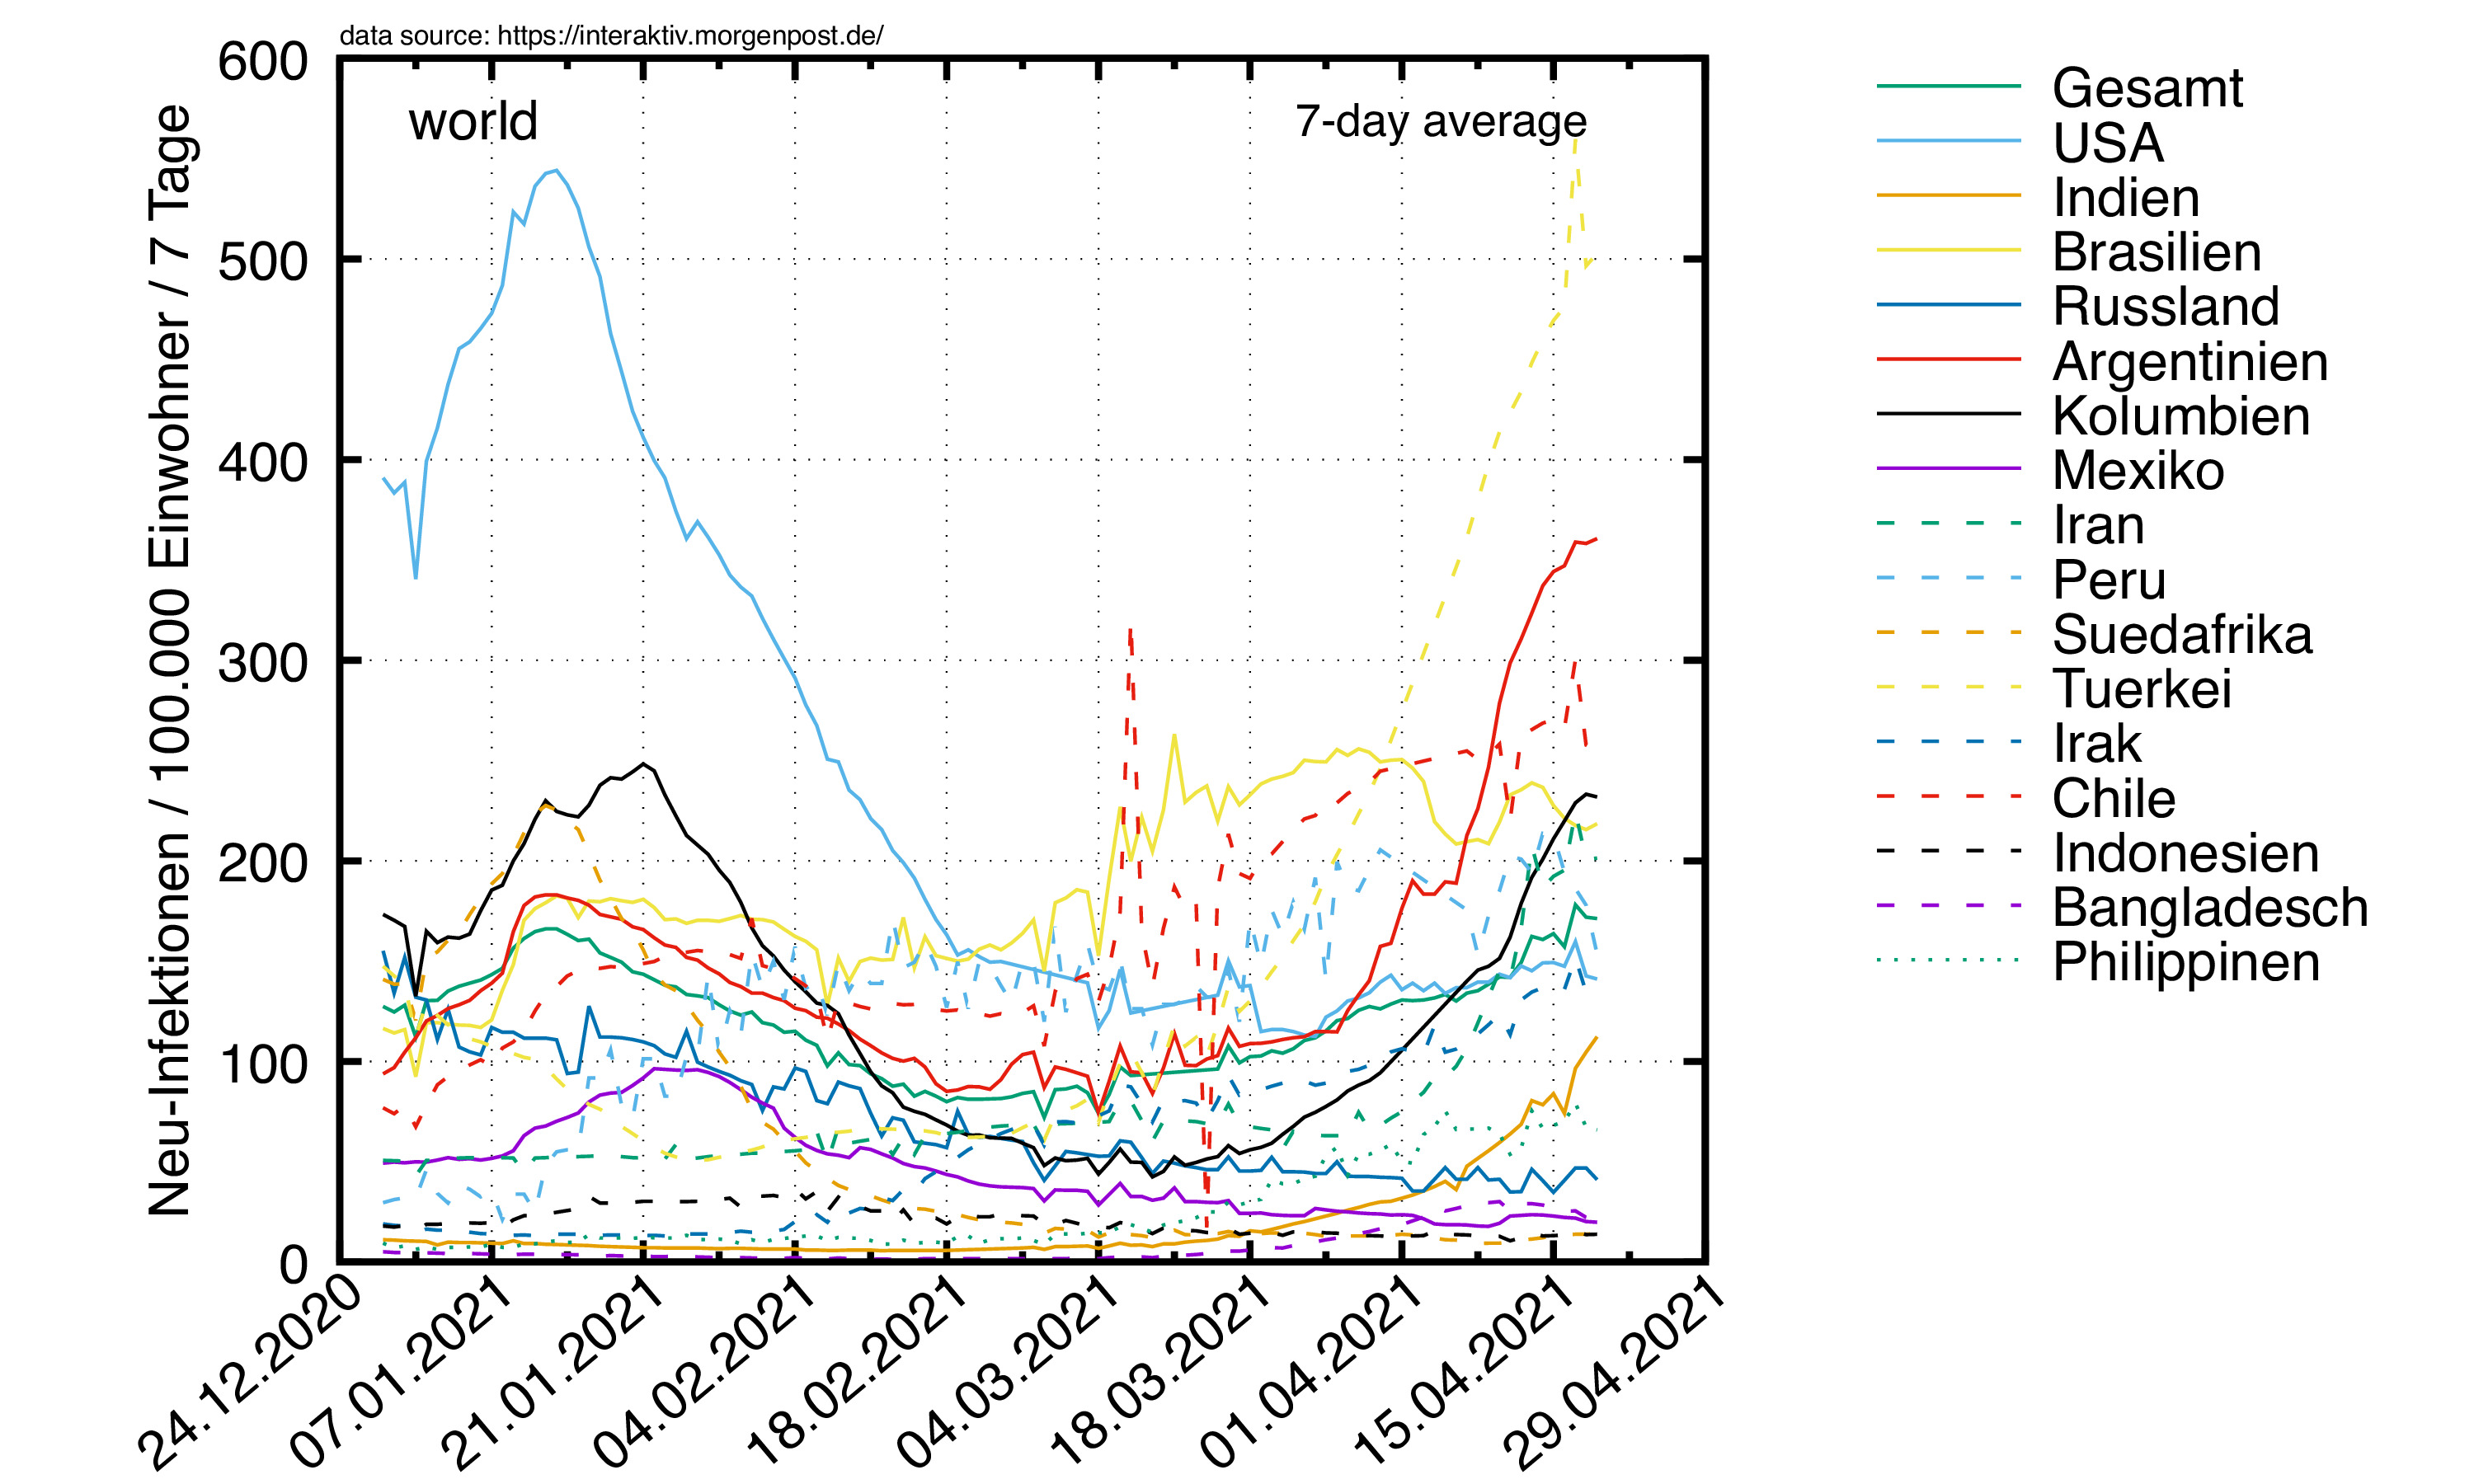 data source: https://interaktiv.morgenpost.de/
world
7-day average
Neu-Infektionen / 100.000 Einwohner / 7 Tage
600
500
400
300
200
100
0
24.12.2020
07.01.2021
21.01.2021
04.02.2021
18.02.2021
04.03.2021
18.03.2021
01.04.2021
15.04.2021
29.04.2021
Gesamt
USA
Indien
Brasilien
Russland
Argentinien
Kolumbien
Mexiko
Iran
Peru
Suedafrika
Tuerkei
Irak
Chile
Indonesien
Bangladesch
Philippinen